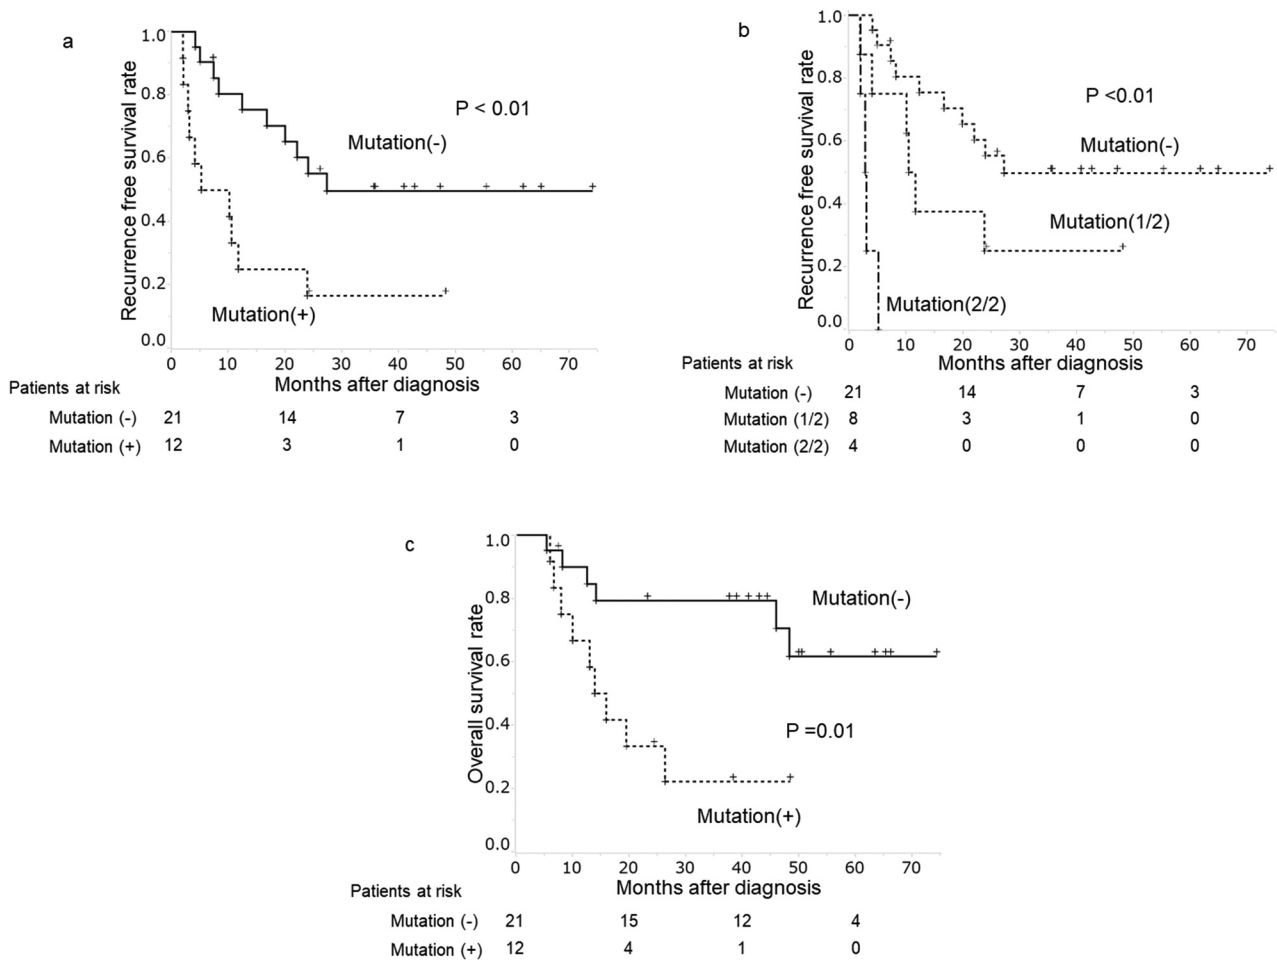 a
Recurrence free survival rate
1.0
0.8
0.6
0.4
0.2
0.0
P < 0.01
Mutation(-)
Mutation(+)
0 10 20 30 40 50 60 70
Months after diagnosis
Patients at risk
Mutation (-) 21 14 7 3
Mutation (+) 12 3 1 0
b
Recurrence free survival rate
1.0
0.8
0.6
0.4
0.2
0.0
P <0.01
Mutation(-)
Mutation(1/2)
Mutation(2/2)
0 10 20 30 40 50 60 70
Months after diagnosis
Patients at risk
Mutation (-) 21 14 7 3
Mutation (1/2) 8 3 1 0
Mutation (2/2) 4 0 0 0
c
Overall survival rate
1.0
0.8
0.6
0.4
0.2
0.0
Mutation(-)
P =0.01
Mutation(+)
0 10 20 30 40 50 60 70
Months after diagnosis
Patients at risk
Mutation (-) 21 15 12 4
Mutation (+) 12 4 1 0